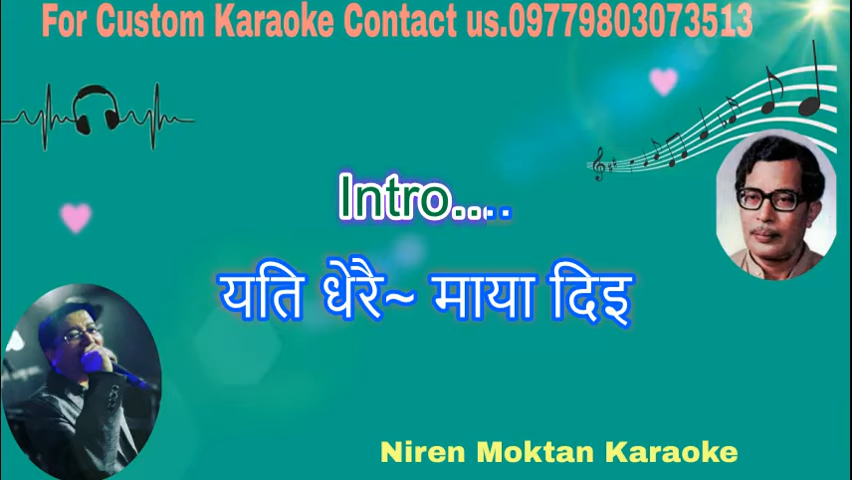 For Custom Karaoke Contact us.09779803073513
Intro.....
यति धेरै~ माया दिइ
Niren Moktan Karaoke